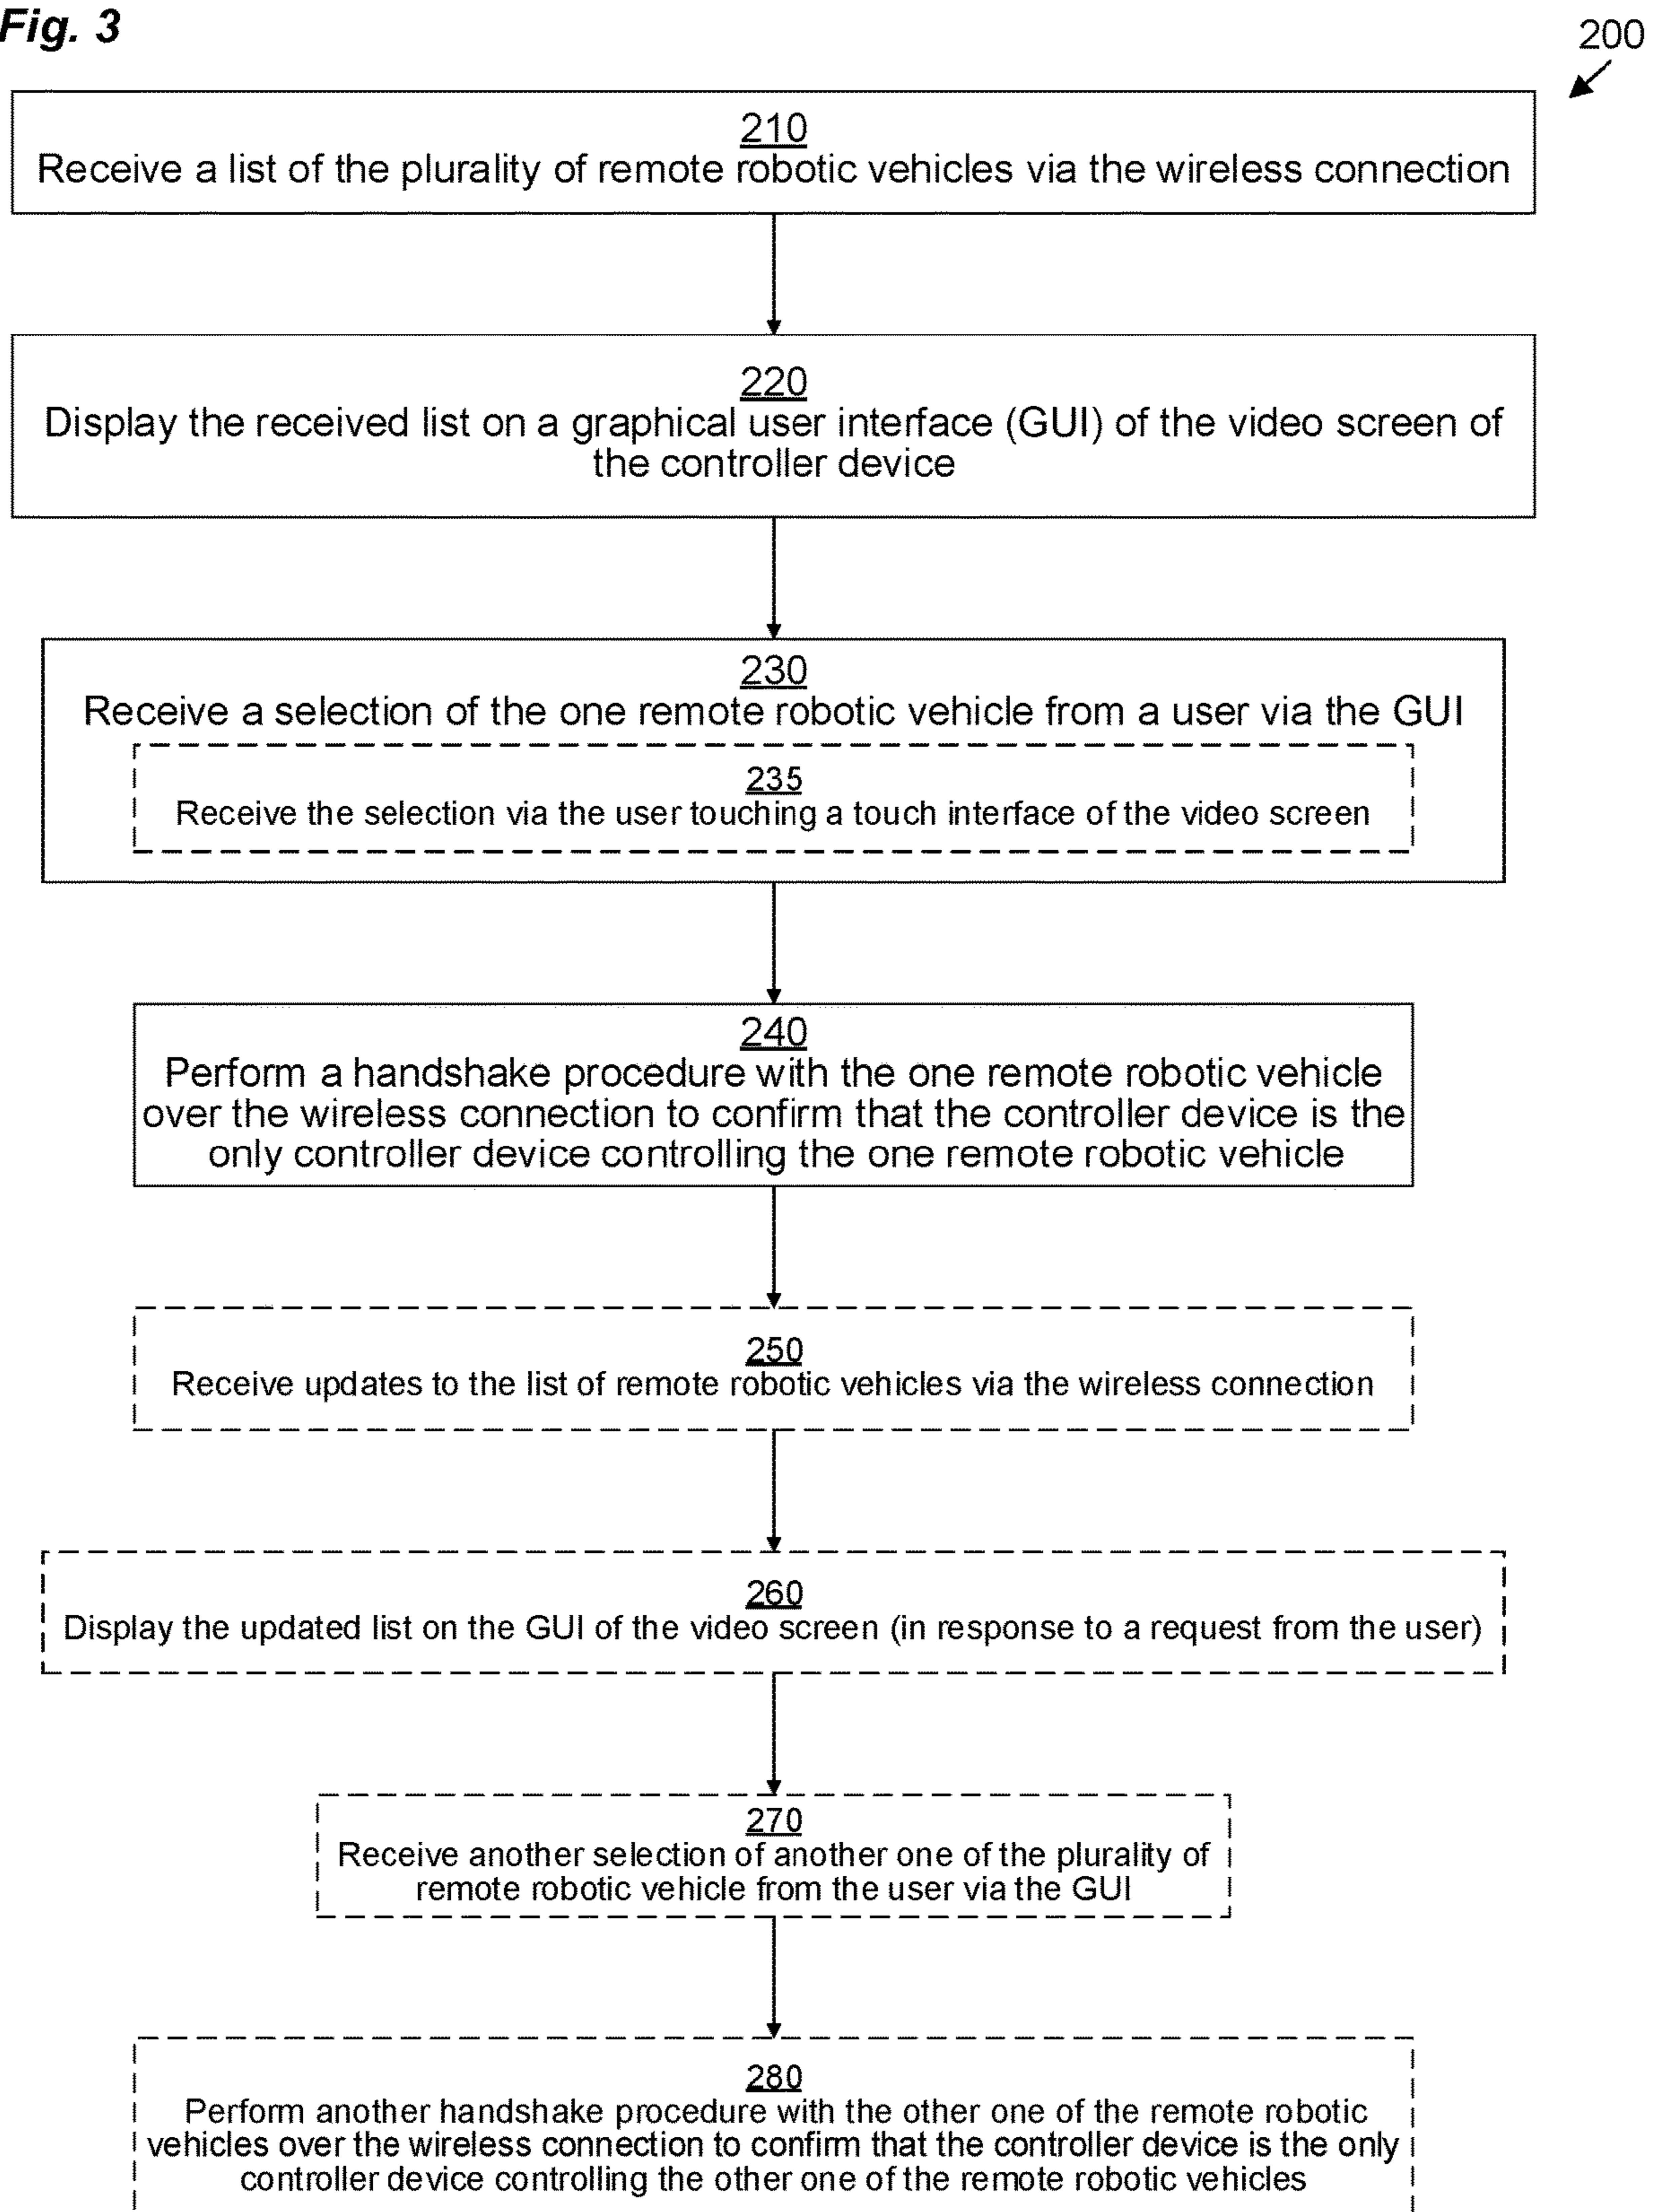 Fig. 3
200
210
Receive a list of the plurality of remote robotic vehicles via the wireless connection
220
Display the received list on a graphical user interface (GUI) of the video screen of
the controller device
230
Receive a selection of the one remote robotic vehicle from a user via the GUI
235
Receive the selection via the user touching a touch interface of the video screen
240
Perform a handshake procedure with the one remote robotic vehicle
over the wireless connection to confirm that the controller device is the
only controller device controlling the one remote robotic vehicle
250
Receive updates to the list of remote robotic vehicles via the wireless connection
260
Display the updated list on the GUI of the video screen (in response to a request from the user)
270
Receive another selection of another one of the plurality of
remote robotic vehicle from the user via the GUI
280
Perform another handshake procedure with the other one of the remote robotic
vehicles over the wireless connection to confirm that the controller device is the only
controller device controlling the other one of the remote robotic vehicles